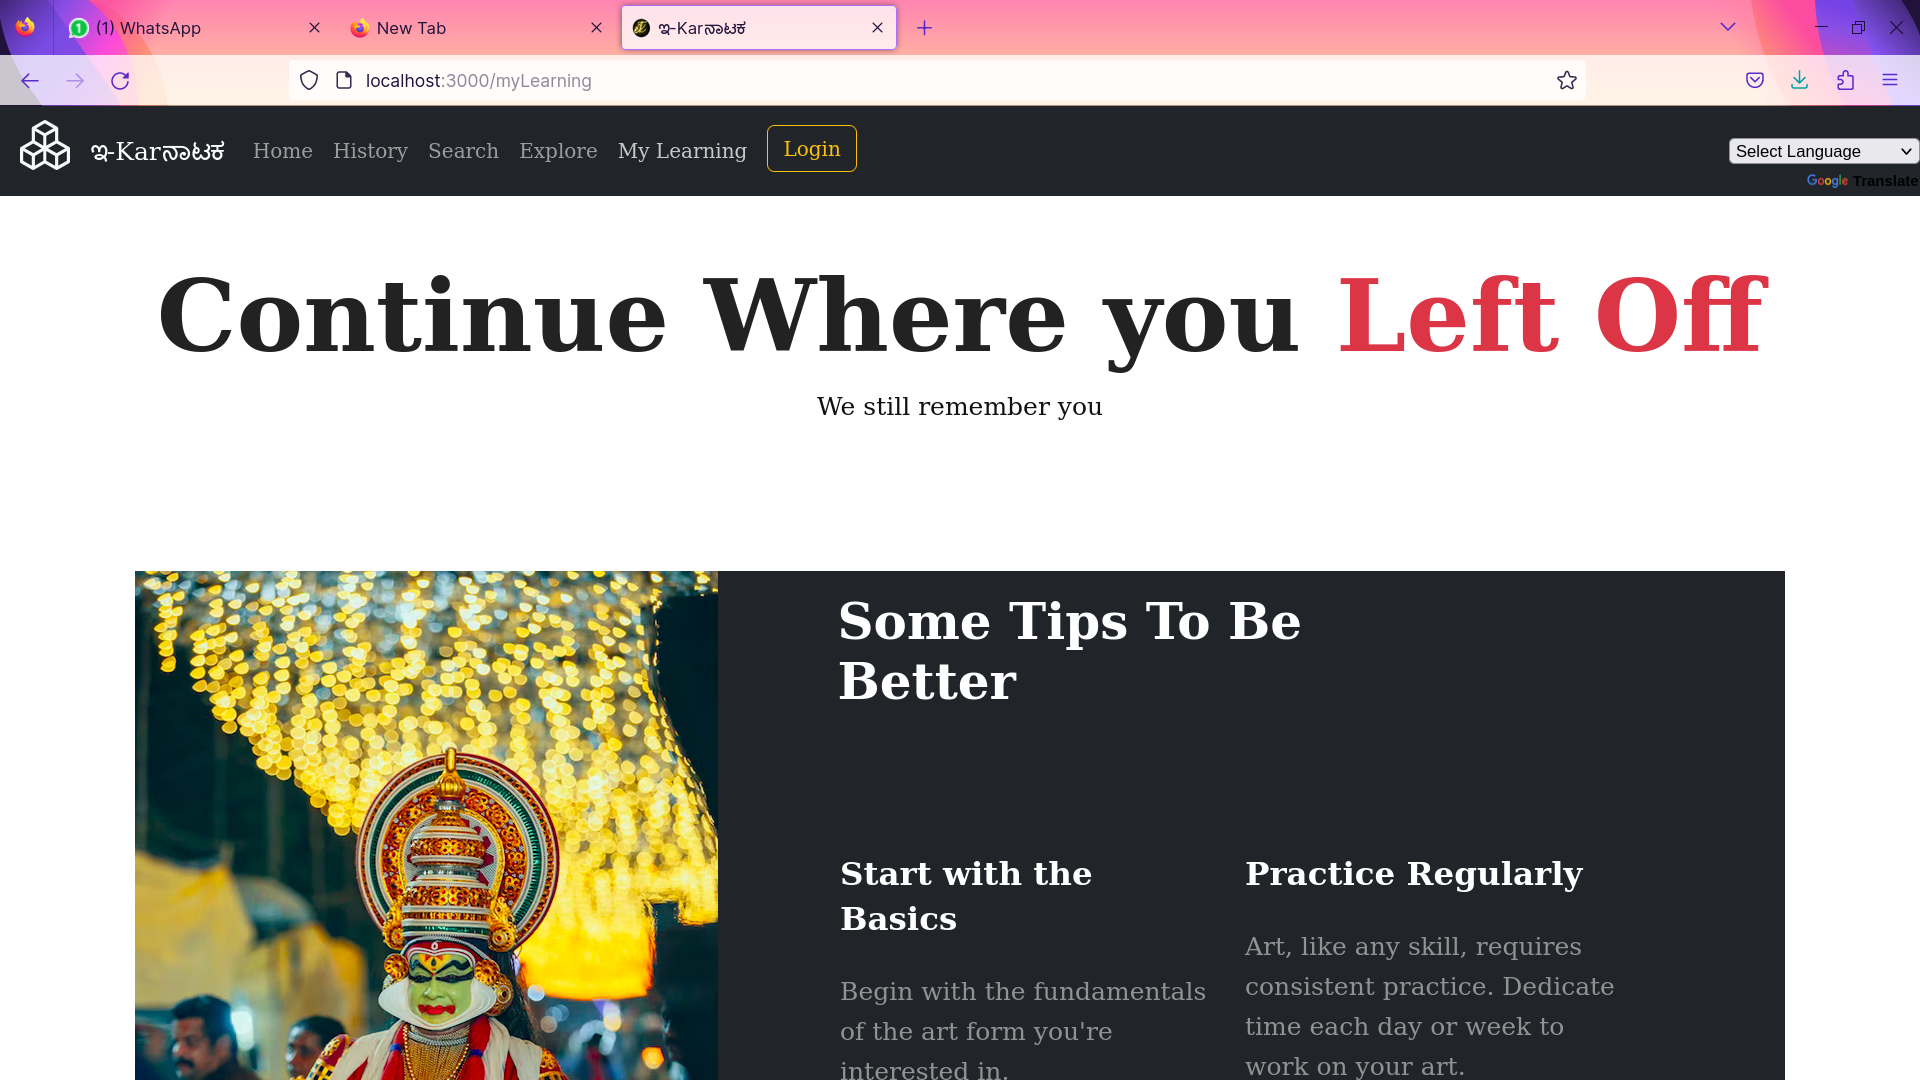 (1) WhatsApp
New Tab
ಇ-Karನಾಟಕ
localhost:3000/myLearning
ಇ-Karನಾಟಕ
Home
History
Search
Explore
My Learning
Login
Select Language
Google Translate
Continue Where you Left Off
We still remember you
Some Tips To Be
Better
Start with the
Basics
Begin with the fundamentals
of the art form you're
interested in.
Practice Regularly
Art, like any skill, requires
consistent practice. Dedicate
time each day or week to
work on your art.